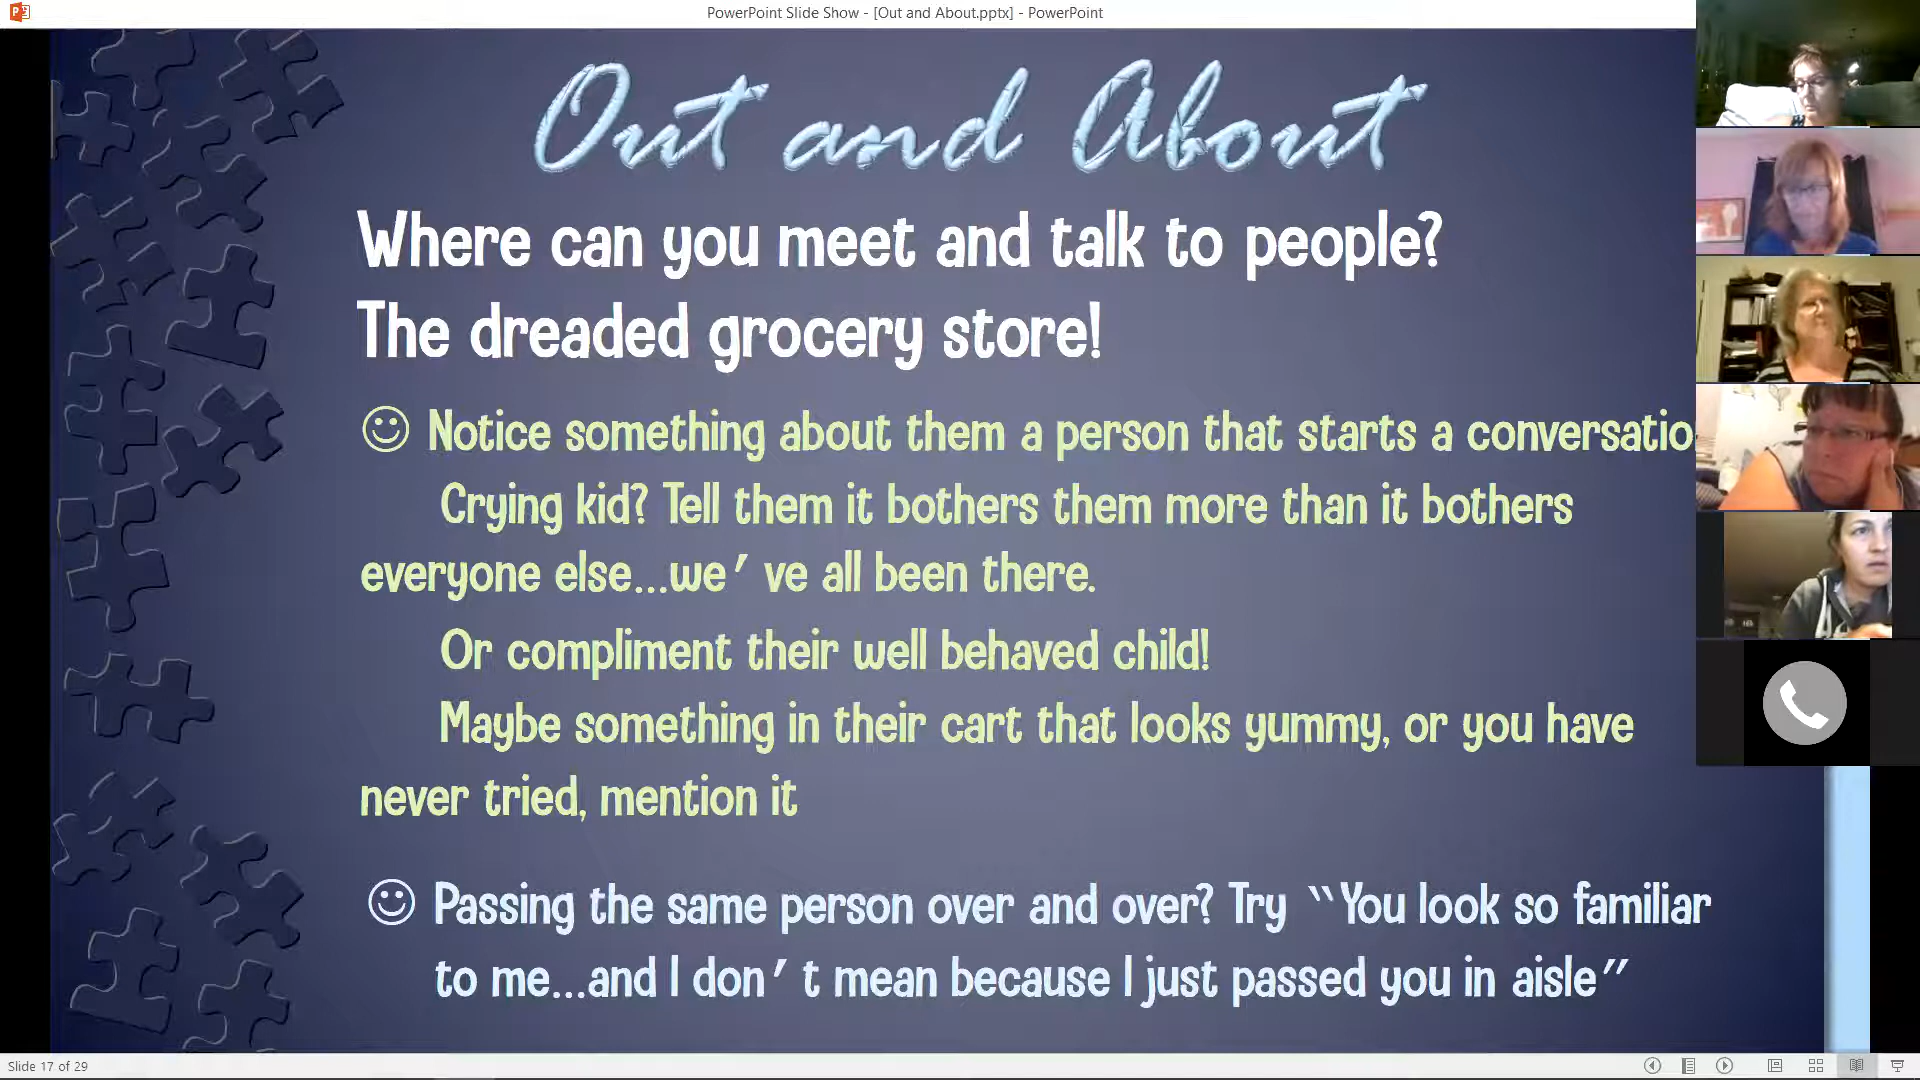 PowerPoint Slide Show - [Out and About.pptx] - PowerPoint
Out and About
Where can you meet and talk to people?
The dreaded grocery store!
Notice something about them a person that starts a conversatio
Crying kid? Tell them it bothers them more than it bothers
everyone else...we’ ve all been there.
Or compliment their well behaved child!
Maybe something in their cart that looks yummy, or you have
never tried, mention it
Passing the same person over and over? Try “You look so familiar
to me...and I don’ t mean because I just passed you in aisle”
Slide 17 of 29